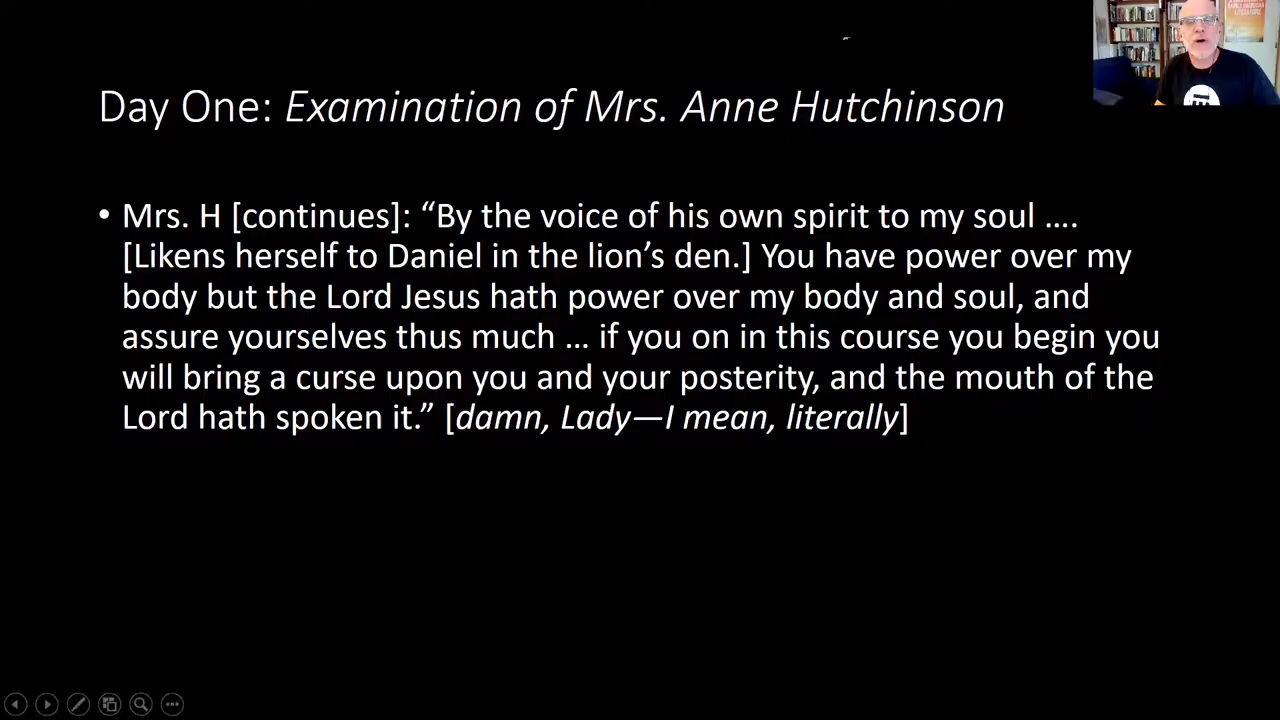 Day One: Examination of Mrs. Anne Hutchinson
• Mrs. H [continues]: “By the voice of his own spirit to my soul ….
[Likens herself to Daniel in the lion’s den.] You have power over my
body but the Lord Jesus hath power over my body and soul, and
assure yourselves thus much … if you on in this course you begin you
will bring a curse upon you and your posterity, and the mouth of the
Lord hath spoken it.” [damn, Lady—I mean, literally]